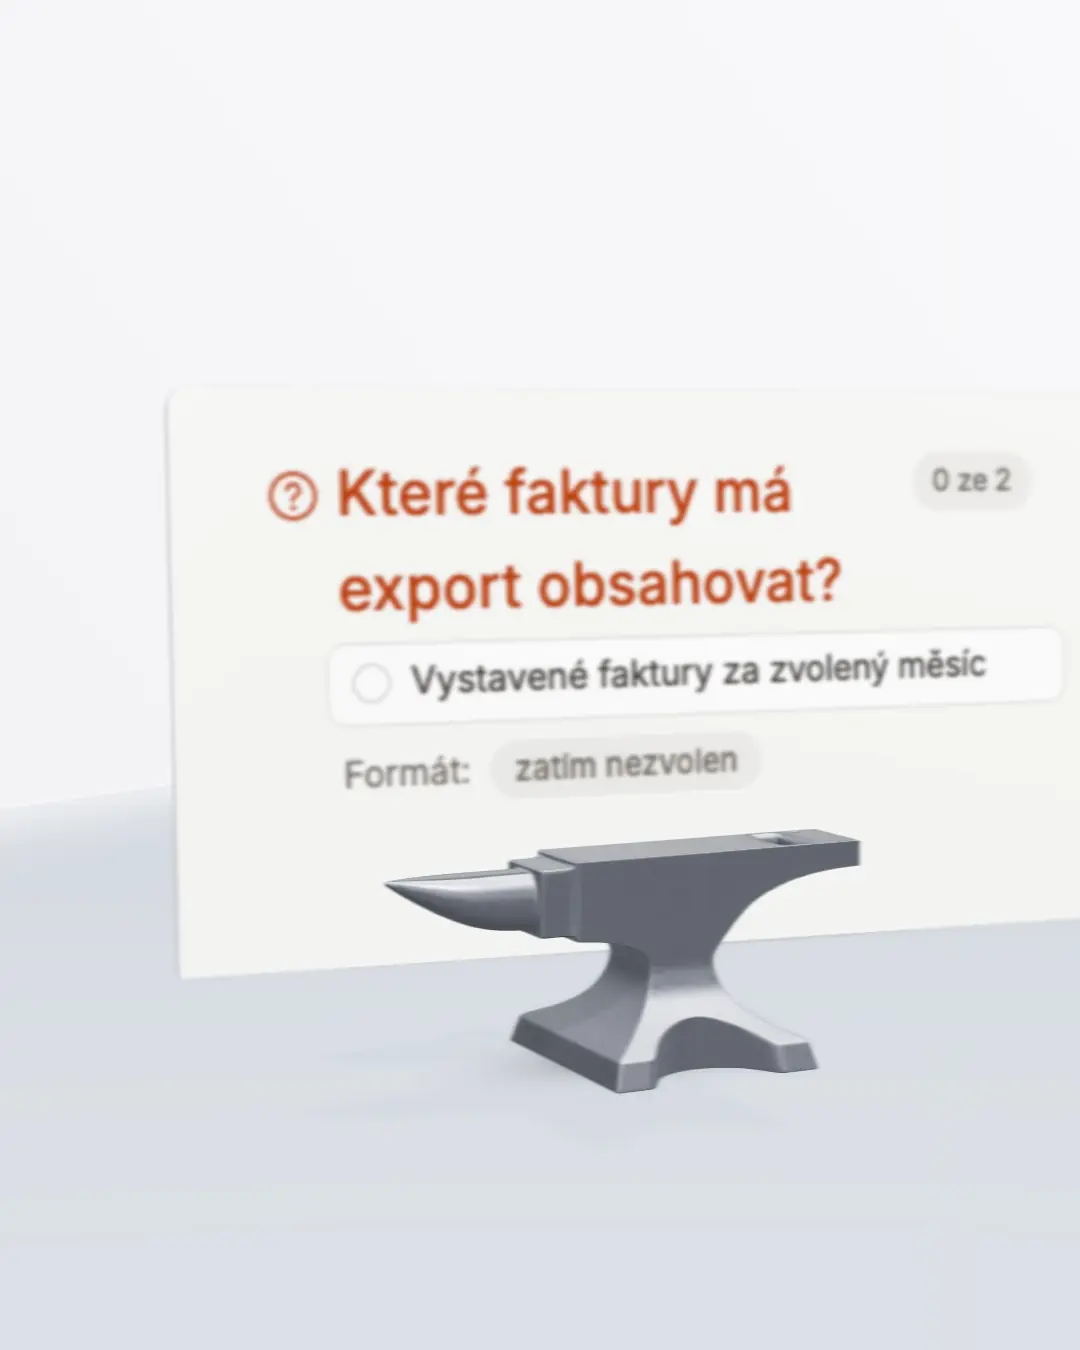 Které faktury má
0 ze 2
export obsahovat?
Vystavené faktury za zvolený měsíc
Formát: zatím nezvolen